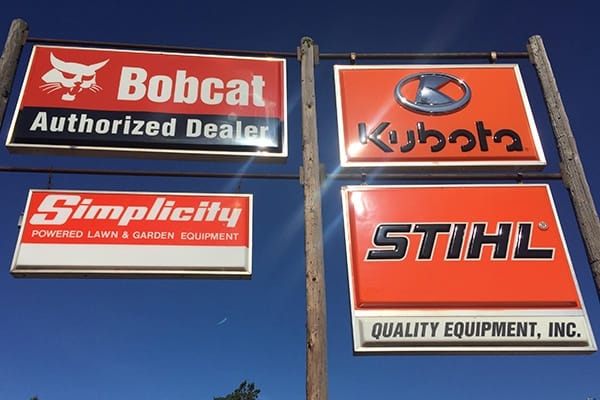 Bobcat
Authorized Dealer
Kubota
Simplicity
POWERED LAWN & GARDEN EQUIPMENT
STIHL®
QUALITY EQUIPMENT, INC.